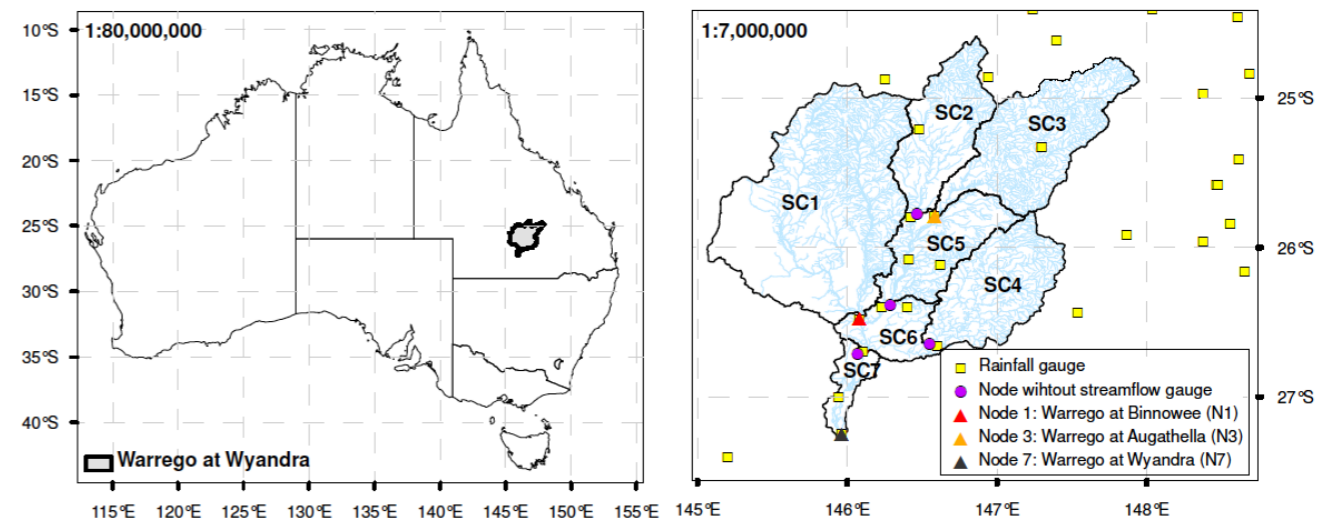 1:80,000,000
10°S
15°S
20°S
25°S
30°S
35°S
40°S
Warrego at Wyandra
115°E 120°E 125°E 130°E 135°E 140°E 145°E 150°E 155°E
1:7,000,000
SC2
SC3
SC1
SC5
SC4
SC6
SC7
25°S
26°S
27°S
Rainfall gauge
Node wihtout streamflow gauge
Node 1: Warrego at Binnowee (N1)
Node 3: Warrego at Augathella (N3)
Node 7: Warrego at Wyandra (N7)
145°E 146°E 147°E 148°E